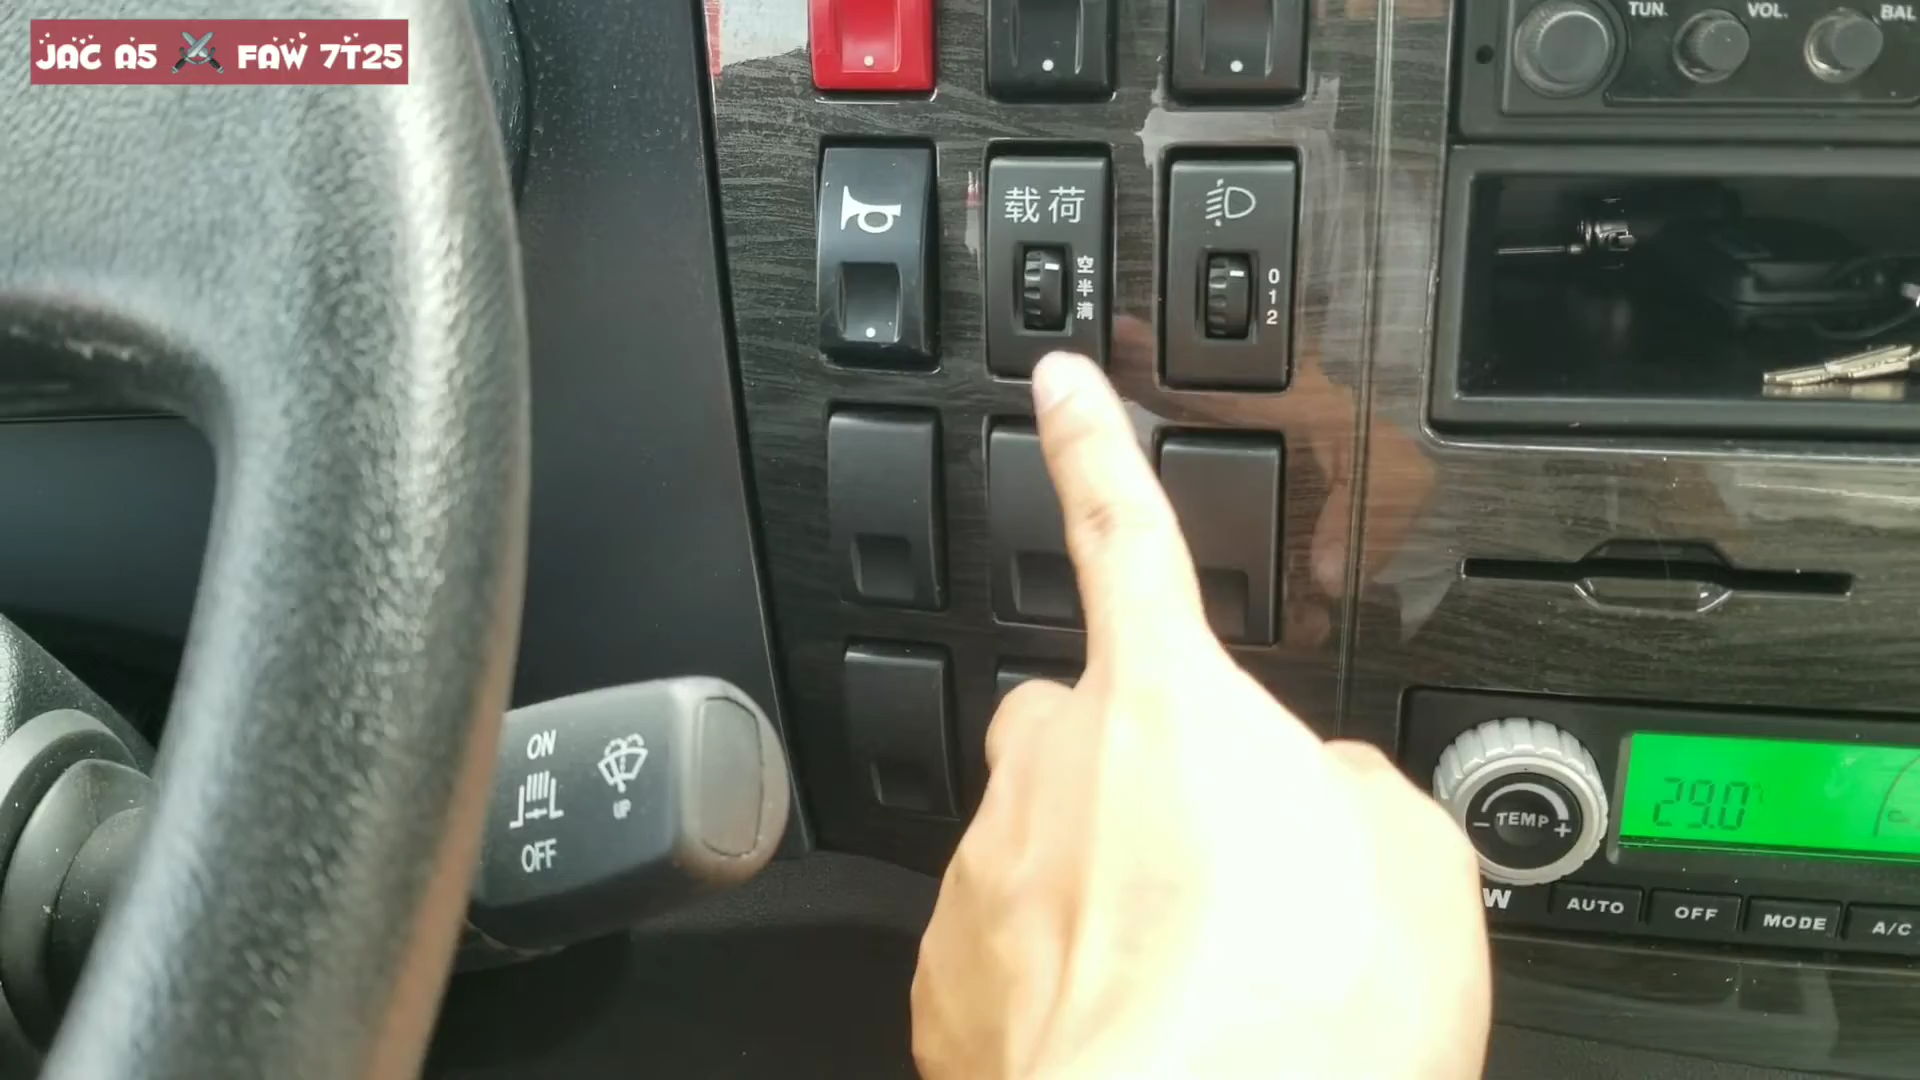 JAC A5 ⚔ FAW 7T25
TUN.
VOL.
BAL
载荷
空
半
满
0
1
2
ON
OFF
UP
TEMP
29.0
W
AUTO
OFF
MODE
A/C